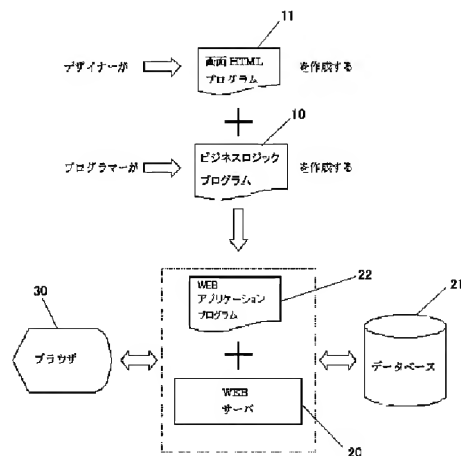 11
デザイナーが
画面 HTML
プログラム
を作成する
10
プログラマーが
ビジネスロジック
プログラム
を作成する
30
ブラウザ
22
WEB
アプリケーション
プログラム
WEB
サーバ
20
21
データベース